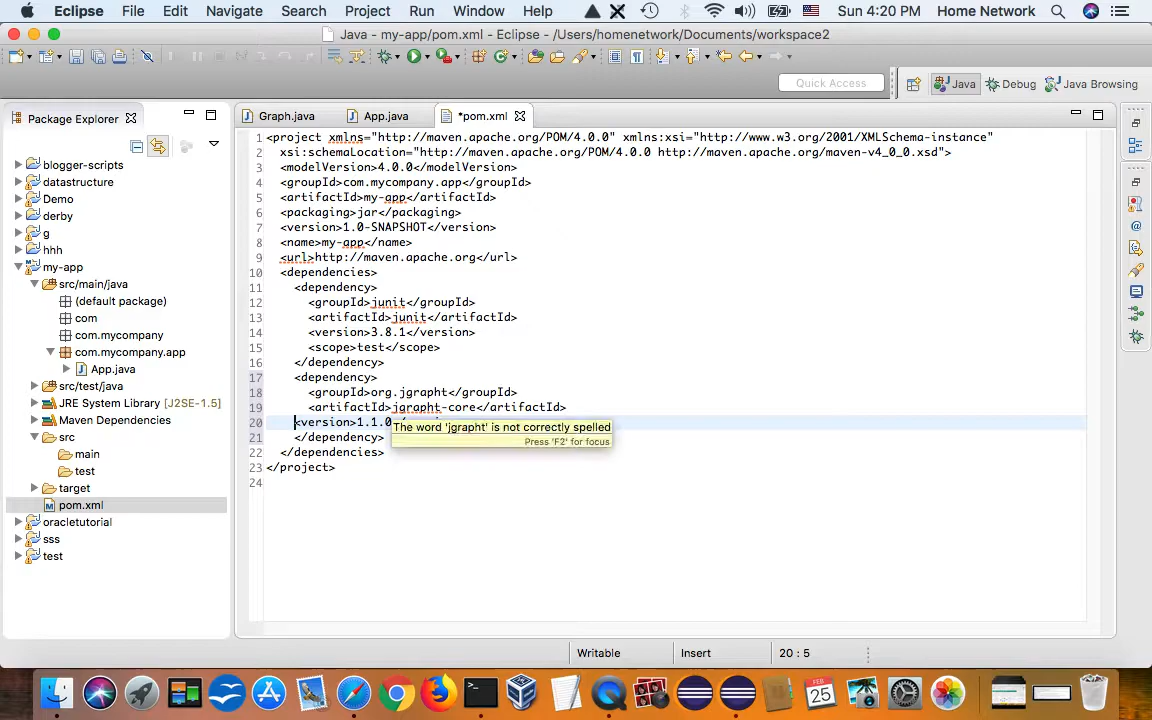 Eclipse File Edit Navigate Search Project Run Window Help Sun 4:20 PM Home Network
Java - my-app/pom.xml - Eclipse - /Users/homenetwork/Documents/workspace2
Quick Access Java Debug Java Browsing
Package Explorer
Graph.java App.java *pom.xml
blogger-scripts
datastructure
Demo
derby
g
hhh
my-app
src/main/java
(default package)
com
com.mycompany
com.mycompany.app
App.java
src/test/java
JRE System Library [J2SE-1.5]
Maven Dependencies
src
main
test
target
pom.xml
oracletutorial
sss
test
1 <project xmlns="http://maven.apache.org/POM/4.0.0" xmlns:xsi="http://www.w3.org/2001/XMLSchema-instance"
2 xsi:schemaLocation="http://maven.apache.org/POM/4.0.0 http://maven.apache.org/maven-v4_0_0.xsd">
3 <modelVersion>4.0.0</modelVersion>
4 <groupId>com.mycompany.app</groupId>
5 <artifactId>my-app</artifactId>
6 <packaging>jar</packaging>
7 <version>1.0-SNAPSHOT</version>
8 <name>my-app</name>
9 <url>http://maven.apache.org</url>
10 <dependencies>
11 <dependency>
12 <groupId>junit</groupId>
13 <artifactId>junit</artifactId>
14 <version>3.8.1</version>
15 <scope>test</scope>
16 </dependency>
17 <dependency>
18 <groupId>org.jgrapht</groupId>
19 <artifactId>jgrapht-core</artifactId>
20 <version>1.1.0
The word 'jgrapht' is not correctly spelled
Press 'F2' for focus
21 </dependency>
22 </dependencies>
23 </project>
24
Writable Insert 20 : 5
FEB
25